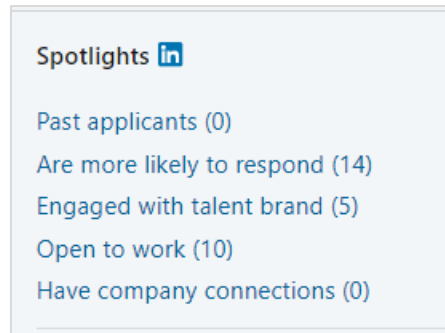 Spotlights in
Past applicants (0)
Are more likely to respond (14)
Engaged with talent brand (5)
Open to work (10)
Have company connections (0)